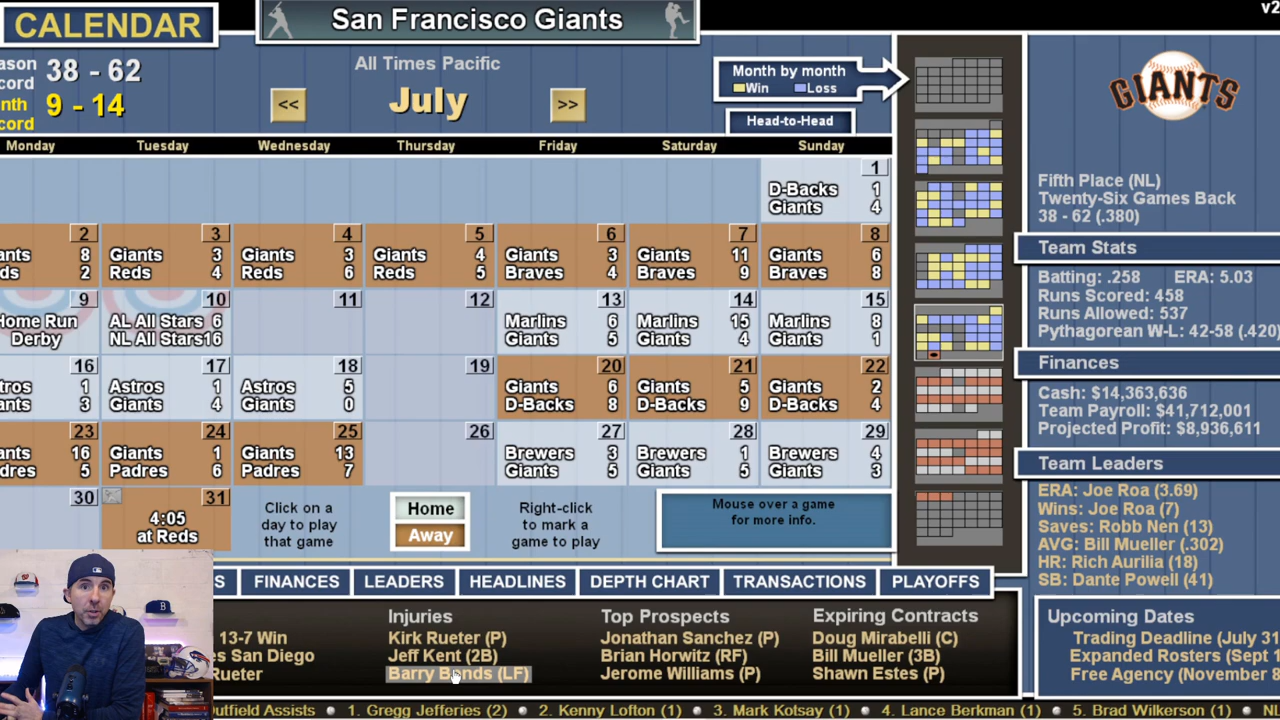 CALENDAR
San Francisco Giants
v2
ason
cord
38 - 62
nth
cord
9 - 14
All Times Pacific
<< July >>
Month by month
Win Loss
Head-to-Head
Monday Tuesday Wednesday Thursday Friday Saturday Sunday
1
D-Backs 1
Giants 4
2 3 4 5 6 7 8
ants 8 Giants 3 Giants 3 Giants 4 Giants 3 Giants 11 Giants 6
ds 2 Reds 4 Reds 6 Reds 5 Braves 4 Braves 9 Braves 8
9 10 11 12 13 14 15
Home Run AL All Stars 6 Marlins 6 Marlins 15 Marlins 8
Derby NL All Stars 16 Giants 5 Giants 4 Giants 1
16 17 18 19 20 21 22
stros 1 Astros 1 Astros 5 Giants 6 Giants 5 Giants 2
ants 3 Giants 4 Giants 0 D-Backs 8 D-Backs 9 D-Backs 4
23 24 25 26 27 28 29
ants 16 Giants 1 Giants 13 Brewers 3 Brewers 1 Brewers 4
dres 5 Padres 6 Padres 7 Giants 5 Giants 5 Giants 3
30 31
4:05
at Reds
Click on a
day to play
that game
Home
Away
Right-click
to mark a
game to play
Mouse over a game
for more info.
GIANTS
Fifth Place (NL)
Twenty-Six Games Back
38 - 62 (.380)
Team Stats
Batting: .258 ERA: 5.03
Runs Scored: 458
Runs Allowed: 537
Pythagorean W-L: 42-58 (.420)
Finances
Cash: $14,363,636
Team Payroll: $41,712,001
Projected Profit: $8,936,611
Team Leaders
ERA: Joe Roa (3.69)
Wins: Joe Roa (7)
Saves: Robb Nen (13)
AVG: Bill Mueller (.302)
HR: Rich Aurilia (18)
SB: Dante Powell (41)
S FINANCES LEADERS HEADLINES DEPTH CHART TRANSACTIONS PLAYOFFS
13-7 Win
es San Diego
Rueter
Injuries
Kirk Rueter (P)
Jeff Kent (2B)
Barry Bonds (LF)
Top Prospects
Jonathan Sanchez (P)
Brian Horwitz (RF)
Jerome Williams (P)
Expiring Contracts
Doug Mirabelli (C)
Bill Mueller (3B)
Shawn Estes (P)
Upcoming Dates
Trading Deadline (July 31
Expanded Rosters (Sept 1
Free Agency (November 8
utfield Assists • 1. Gregg Jefferies (2) • 2. Kenny Lofton (1) • 3. Mark Kotsay (1) • 4. Lance Berkman (1) • 5. Brad Wilkerson (1) • NL